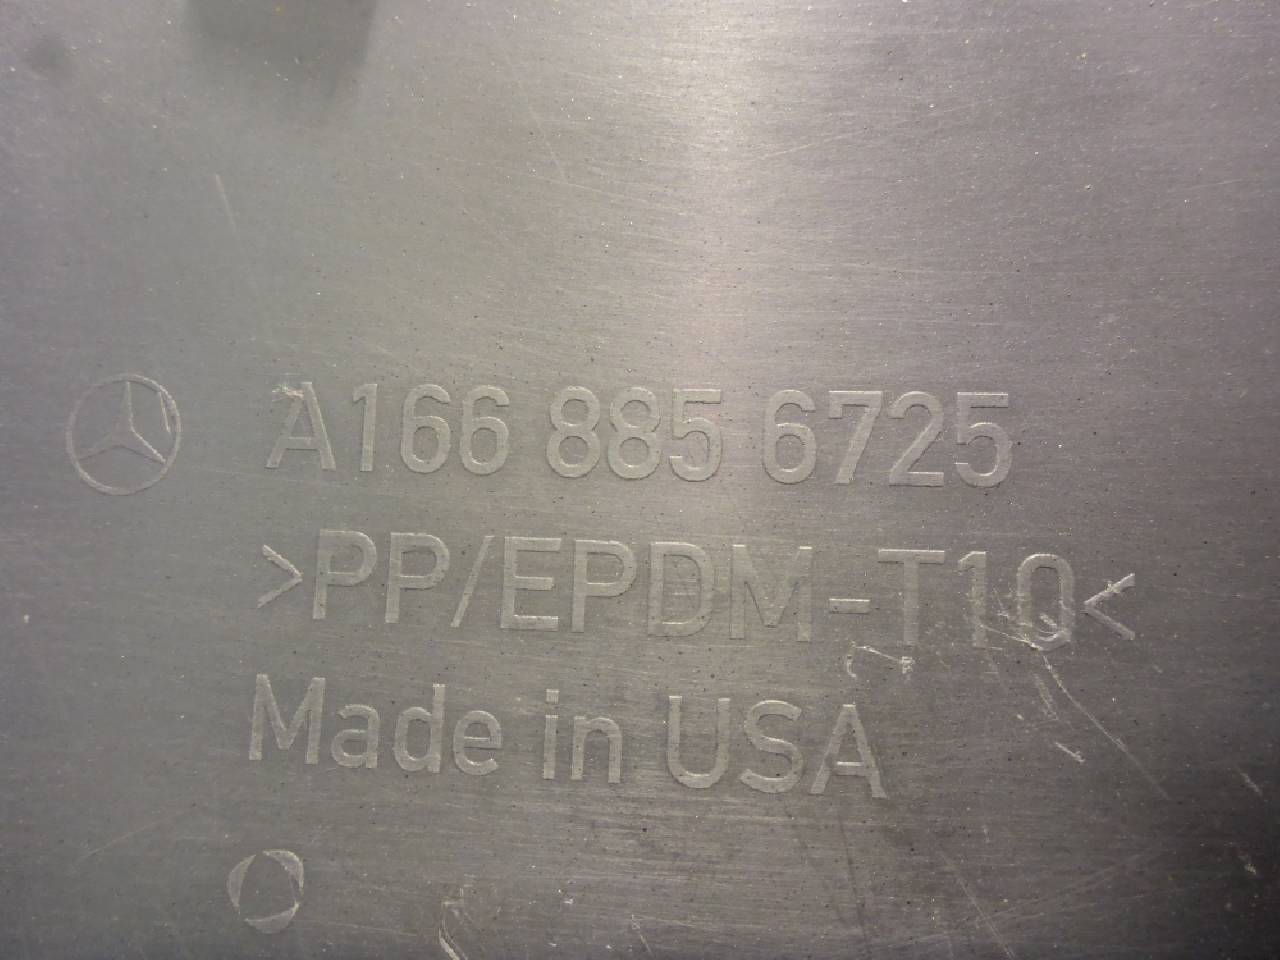 A166 885 6725
>PP/EPDM-T10<
Made in USA